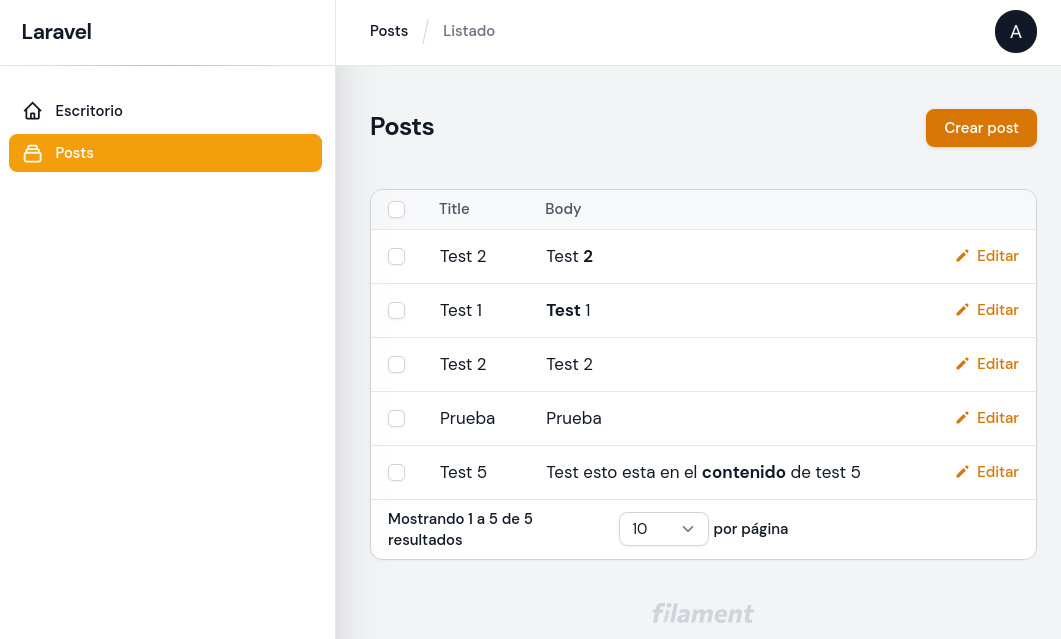 Laravel
Posts / Listado
A
Escritorio
Posts
Posts
Crear post
Title Body
Test 2 Test 2 Editar
Test 1 Test 1 Editar
Test 2 Test 2 Editar
Prueba Prueba Editar
Test 5 Test esto esta en el contenido de test 5 Editar
Mostrando 1 a 5 de 5
resultados
10 por página
filament